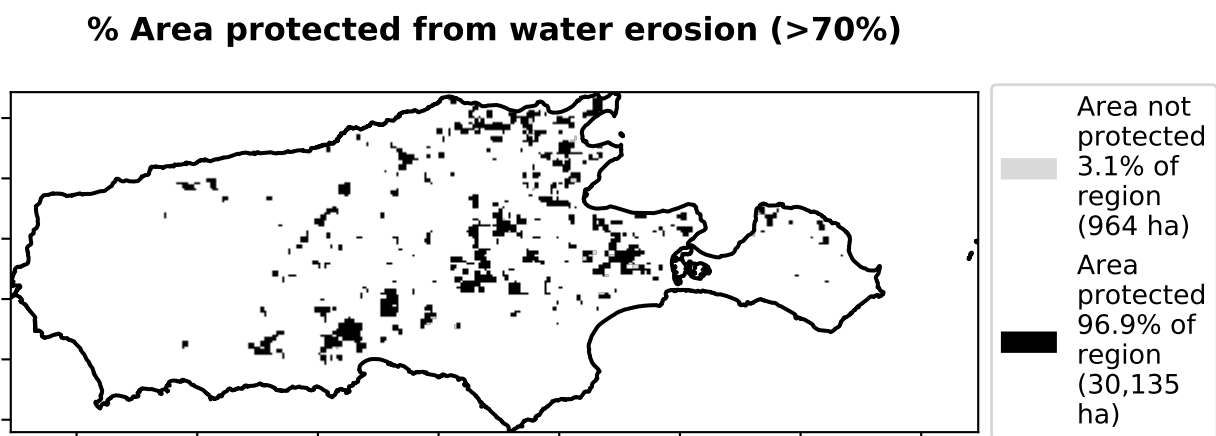 % Area protected from water erosion (>70%)
Area not
protected
3.1% of
region
(964 ha)
Area
protected
96.9% of
region
(30,135
ha)